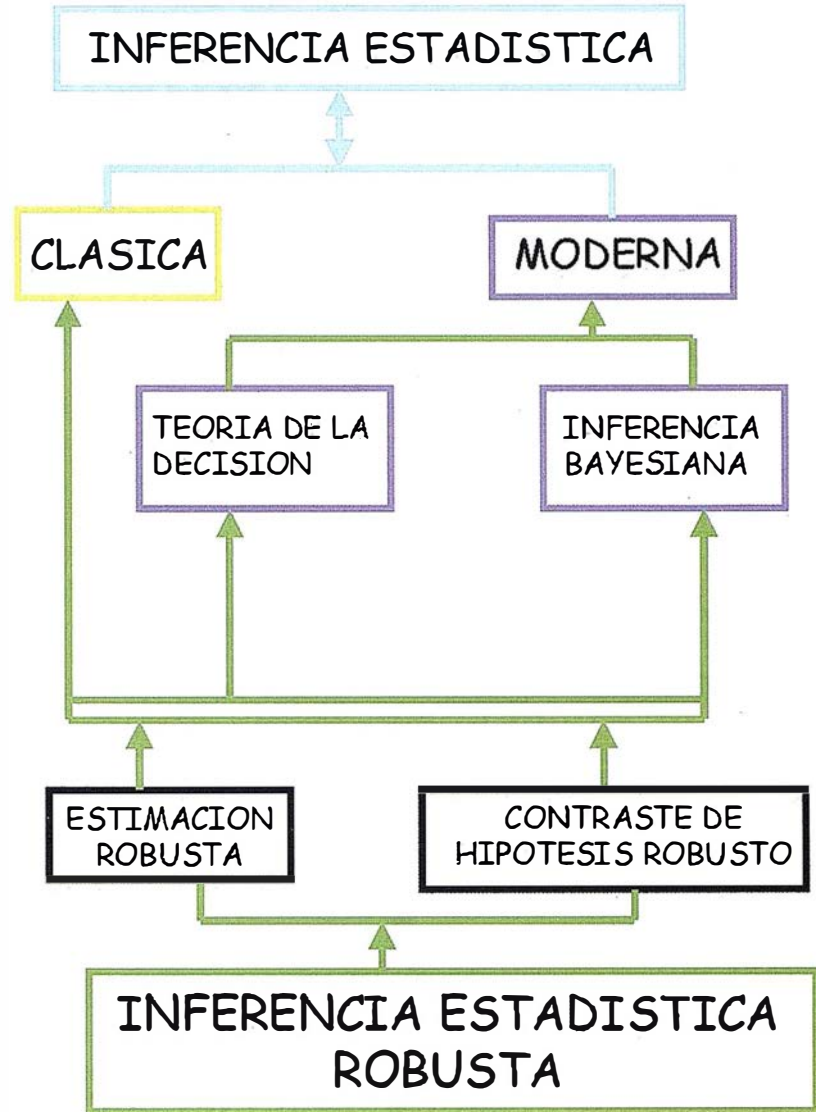 INFERENCIA ESTADISTICA
CLASICA
MODERNA
TEORIA DE LA
DECISION
INFERENCIA
BAYESIANA
ESTIMACION
ROBUSTA
CONTRASTE DE
HIPOTESIS ROBUSTO
INFERENCIA ESTADISTICA
ROBUSTA